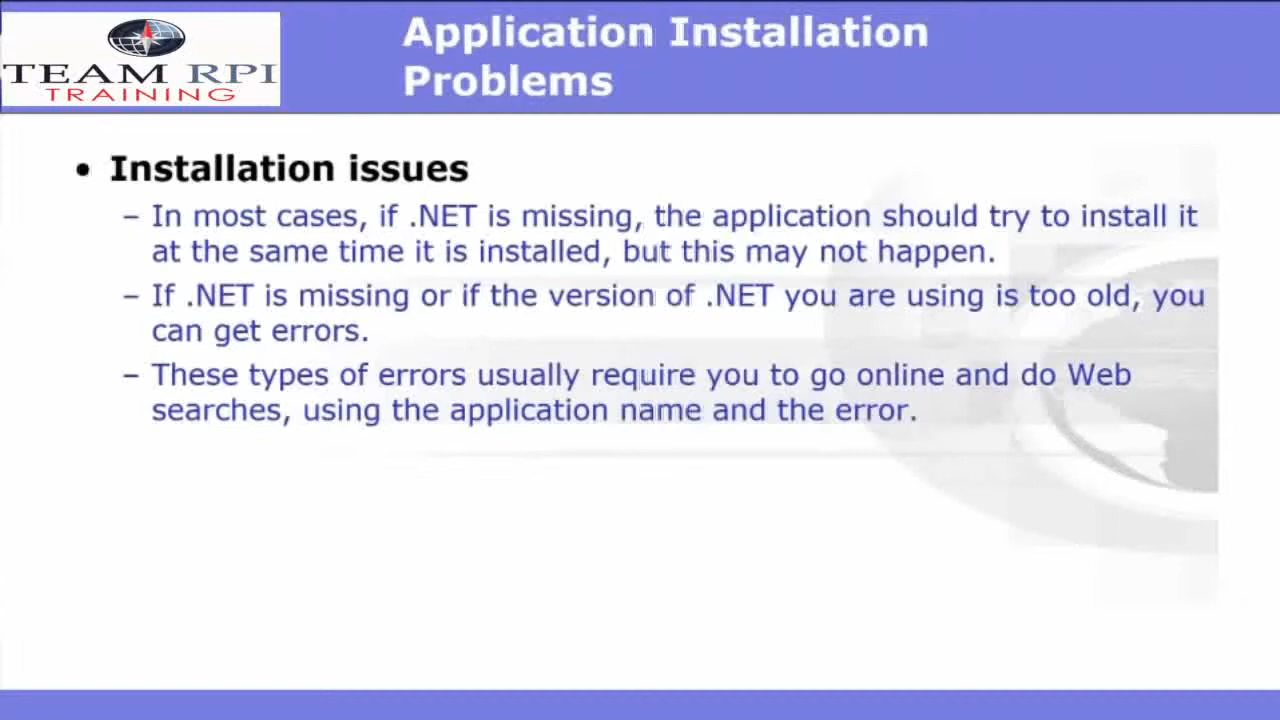 TEAM RPI
TRAINING
Application Installation
Problems
• Installation issues
– In most cases, if .NET is missing, the application should try to install it
at the same time it is installed, but this may not happen.
– If .NET is missing or if the version of .NET you are using is too old, you
can get errors.
– These types of errors usually require you to go online and do Web
searches, using the application name and the error.